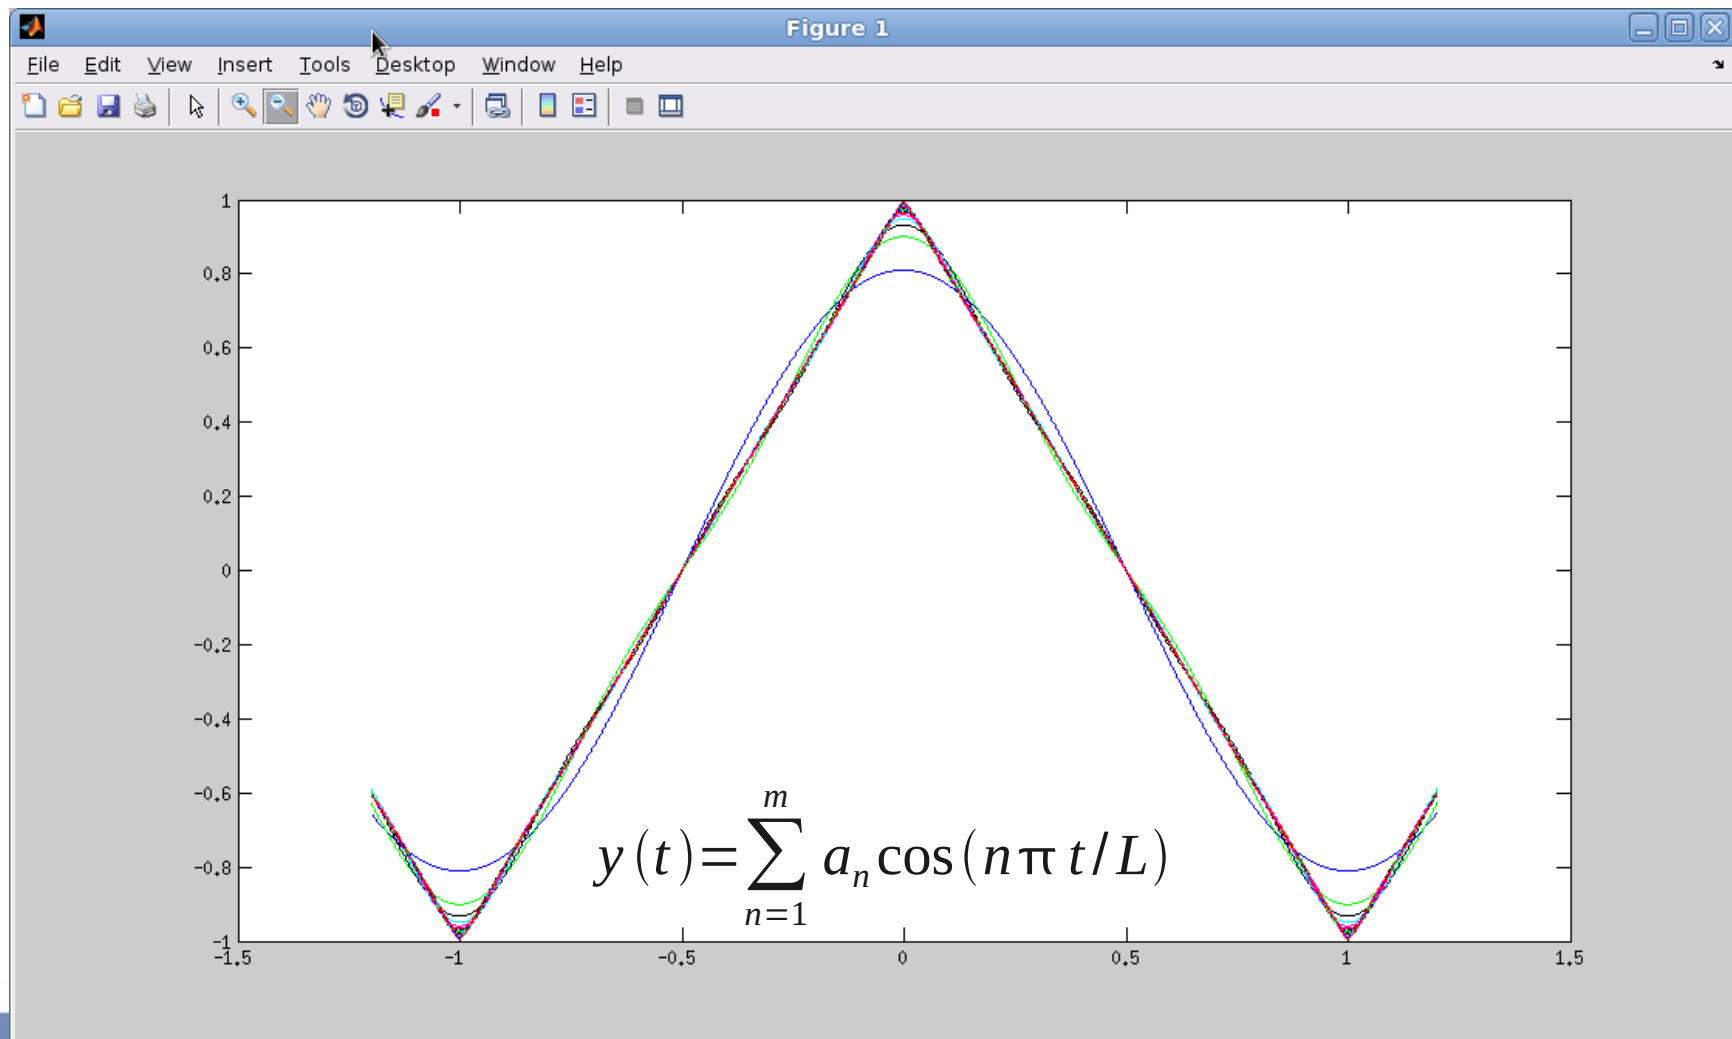 Figure 1
File Edit View Insert Tools Desktop Window Help
1
0.8
0.6
0.4
0.2
0
-0.2
-0.4
-0.6
-0.8
-1
-1.5 -1 -0.5 0 0.5 1 1.5
m
y(t)=∑ a_n cos(nπt/L)
n=1